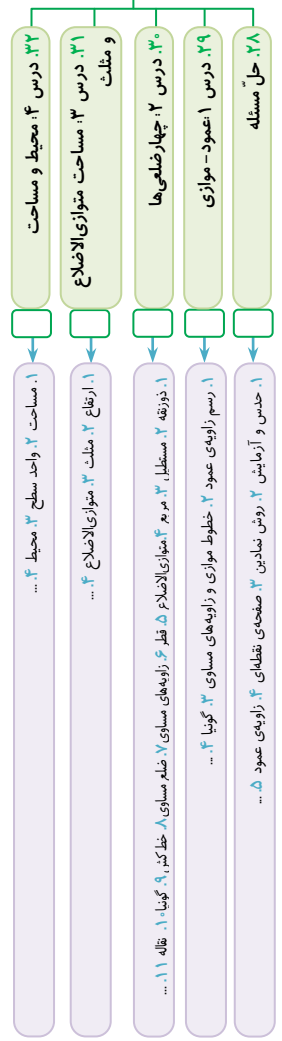 ۲۸. حلّ مسئله
۱. حدس و آزمایش ۲. روش نمادین ۳. صفحه‌ی نقطه‌ای ۴. زاویه‌ی عمود ۵. ...
۲۹. درس ۱: عمود - موازی
۱. رسم زاویه‌ی عمود ۲. خطوط موازی و زاویه‌های مساوی ۳. گونیا ۴. ...
۳۰. درس ۲: چهارضلعی‌ها
۱. ذوزنقه ۲. مستطیل ۳. مربع ۴. متوازی‌الاضلاع ۵. قطر ۶. زاویه‌های مساوی ۷. ضلع مساوی ۸. خط‌کش ۹. گونیا ۱۰. نقاله ۱۱. ...
۳۱. درس ۳: مساحت متوازی‌الاضلاع
و مثلث
۱. ارتفاع ۲. مثلث ۳. متوازی‌الاضلاع ۴. ...
۳۲. درس ۴: محیط و مساحت
۱. مساحت ۲. واحد سطح ۳. محیط ۴. ...